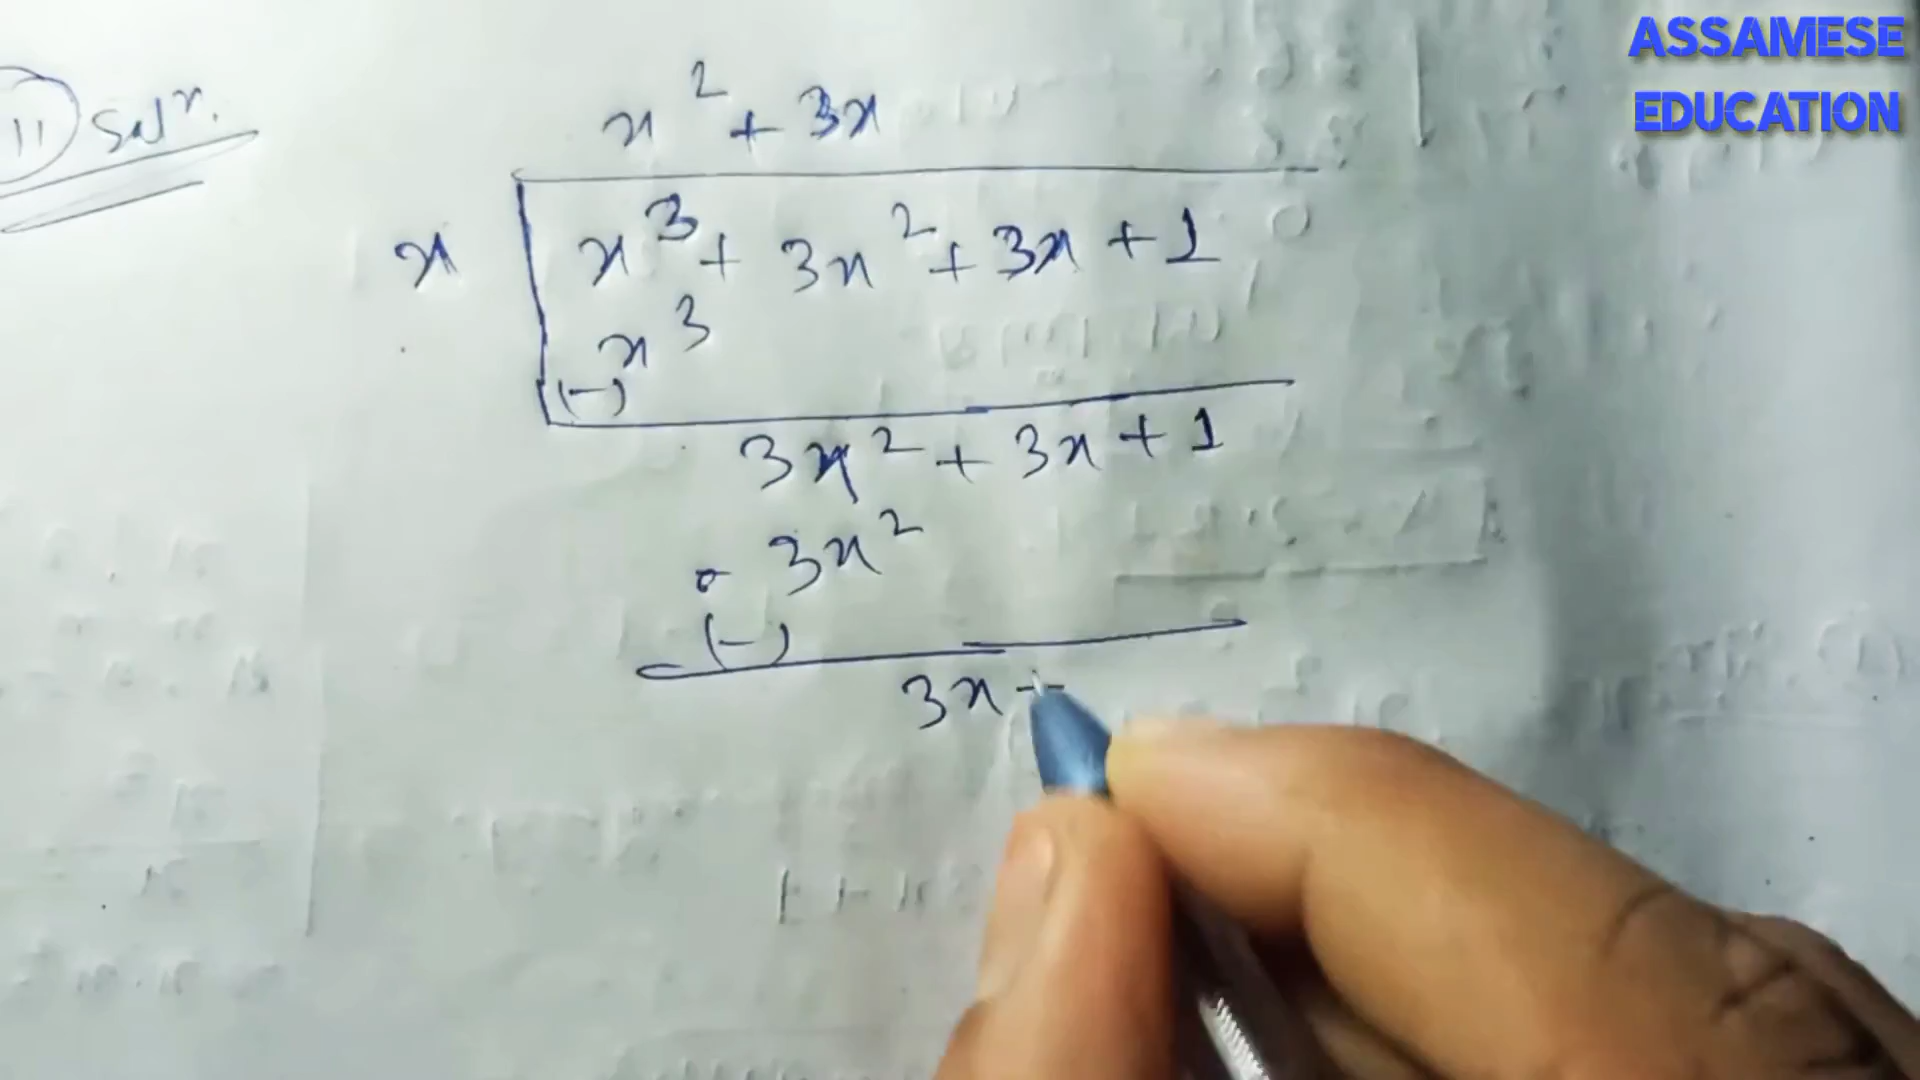 ASSAMESE
EDUCATION
11 Solⁿ.
x² + 3x
x
x³ + 3x² + 3x + 1
x³
(−)
3x² + 3x + 1
3x²
(−)
3x +